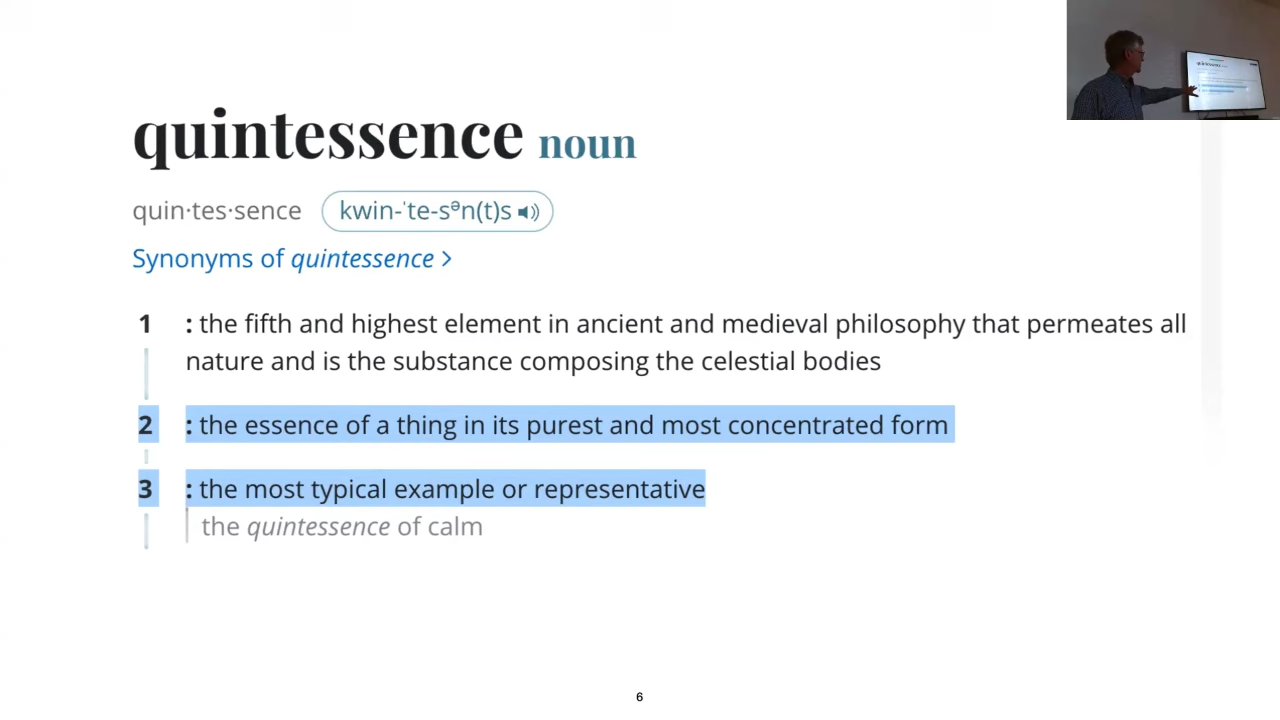 quintessence noun
quin·tes·sence kwin-ˈte-sᵊn(t)s
Synonyms of quintessence >
1 : the fifth and highest element in ancient and medieval philosophy that permeates all
nature and is the substance composing the celestial bodies
2 : the essence of a thing in its purest and most concentrated form
3 : the most typical example or representative
the quintessence of calm
6